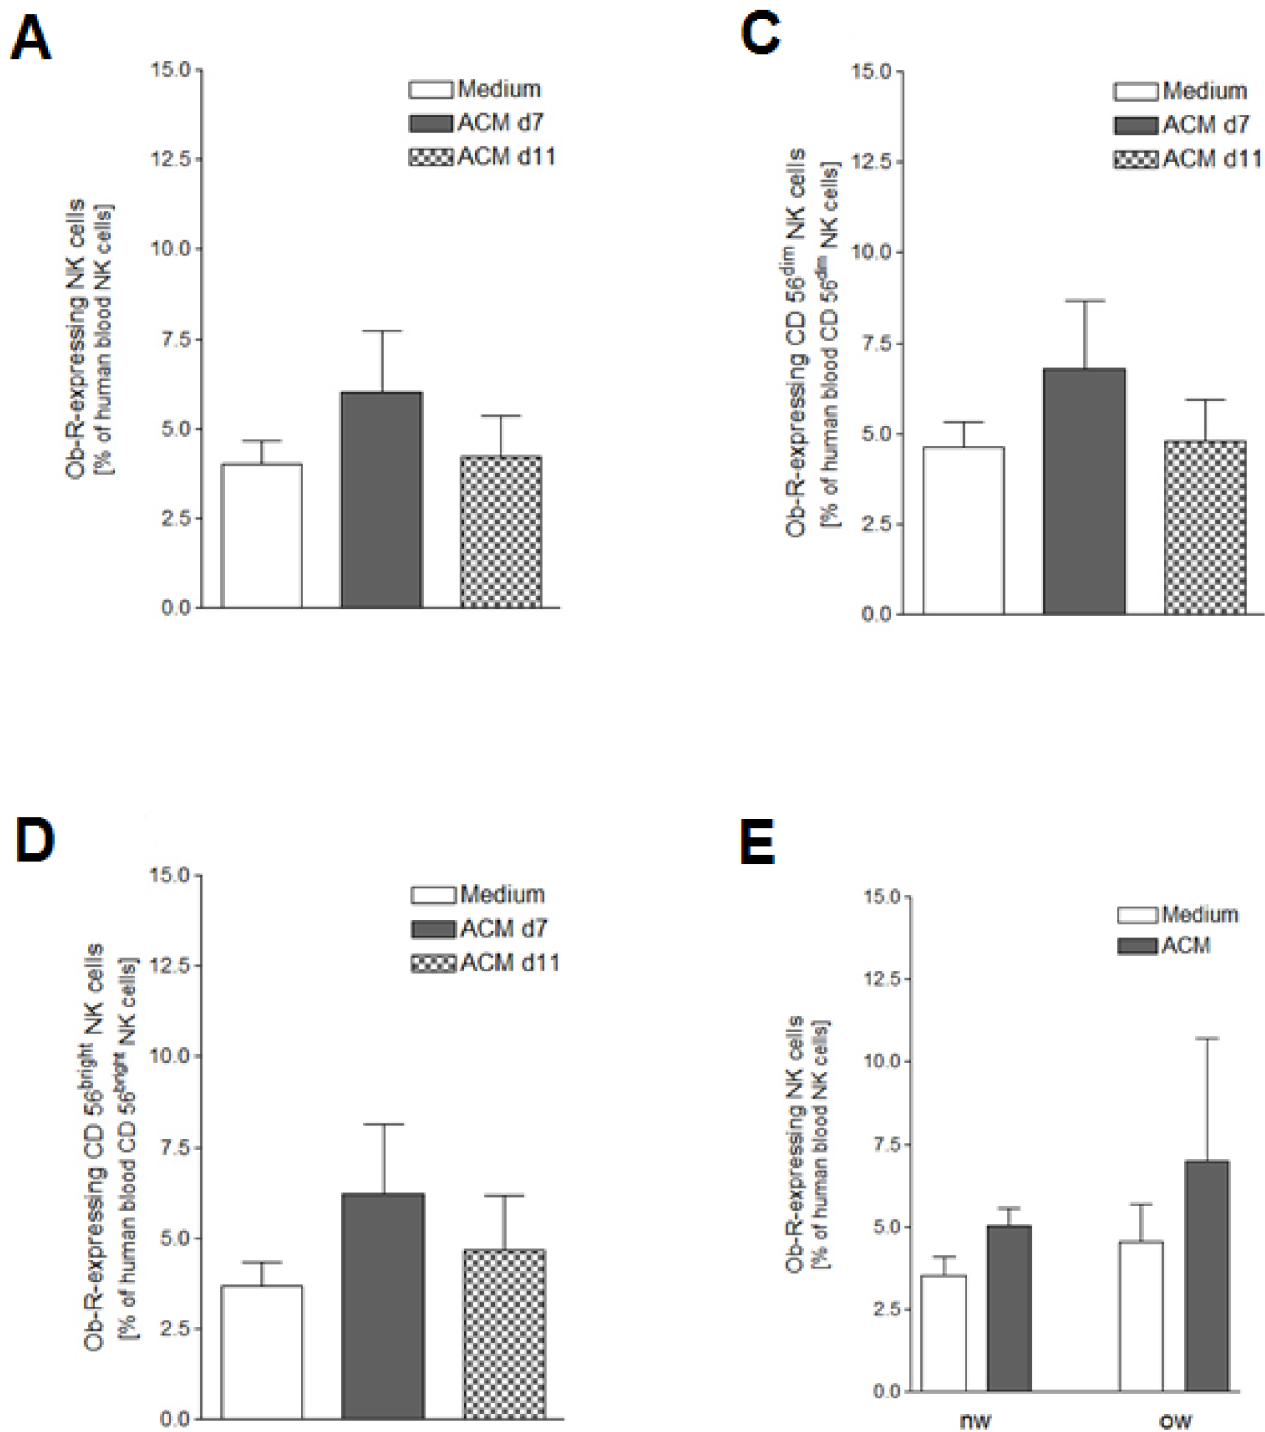 A
Ob-R-expressing NK cells
[% of human blood NK cells]
15.0
12.5
10.0
7.5
5.0
2.5
0.0
Medium
ACM d7
ACM d11
C
Ob-R-expressing CD 56dim NK cells
[% of human blood CD 56dim NK cells]
15.0
12.5
10.0
7.5
5.0
2.5
0.0
Medium
ACM d7
ACM d11
D
Ob-R-expressing CD 56bright NK cells
[% of human blood CD 56bright NK cells]
15.0
12.5
10.0
7.5
5.0
2.5
0.0
Medium
ACM d7
ACM d11
E
Ob-R-expressing NK cells
[% of human blood NK cells]
15.0
12.5
10.0
7.5
5.0
2.5
0.0
Medium
ACM
nw
ow